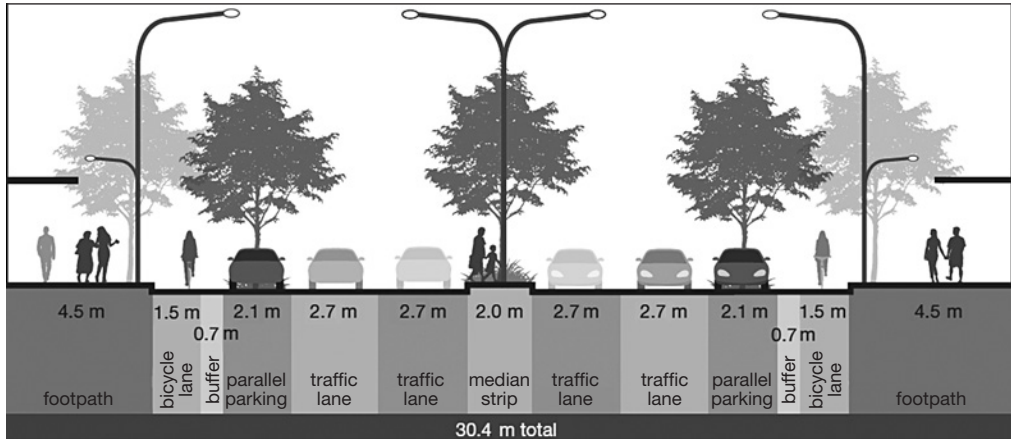 4.5 m
1.5 m
0.7 m
2.1 m
2.7 m
2.7 m
2.0 m
2.7 m
2.7 m
2.1 m
0.7 m
1.5 m
4.5 m
footpath
bicycle
lane
buffer
parallel
parking
traffic
lane
traffic
lane
median
strip
traffic
lane
traffic
lane
parallel
parking
buffer
bicycle
lane
footpath
30.4 m total